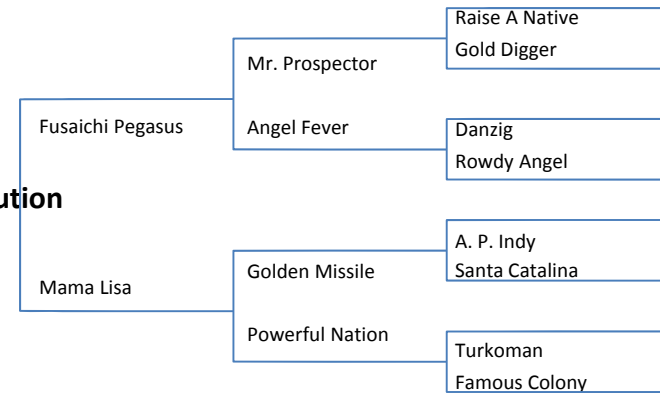 Raise A Native
Gold Digger
Mr. Prospector
Fusaichi Pegasus
Angel Fever
Danzig
Rowdy Angel
ution
A. P. Indy
Santa Catalina
Golden Missile
Mama Lisa
Powerful Nation
Turkoman
Famous Colony